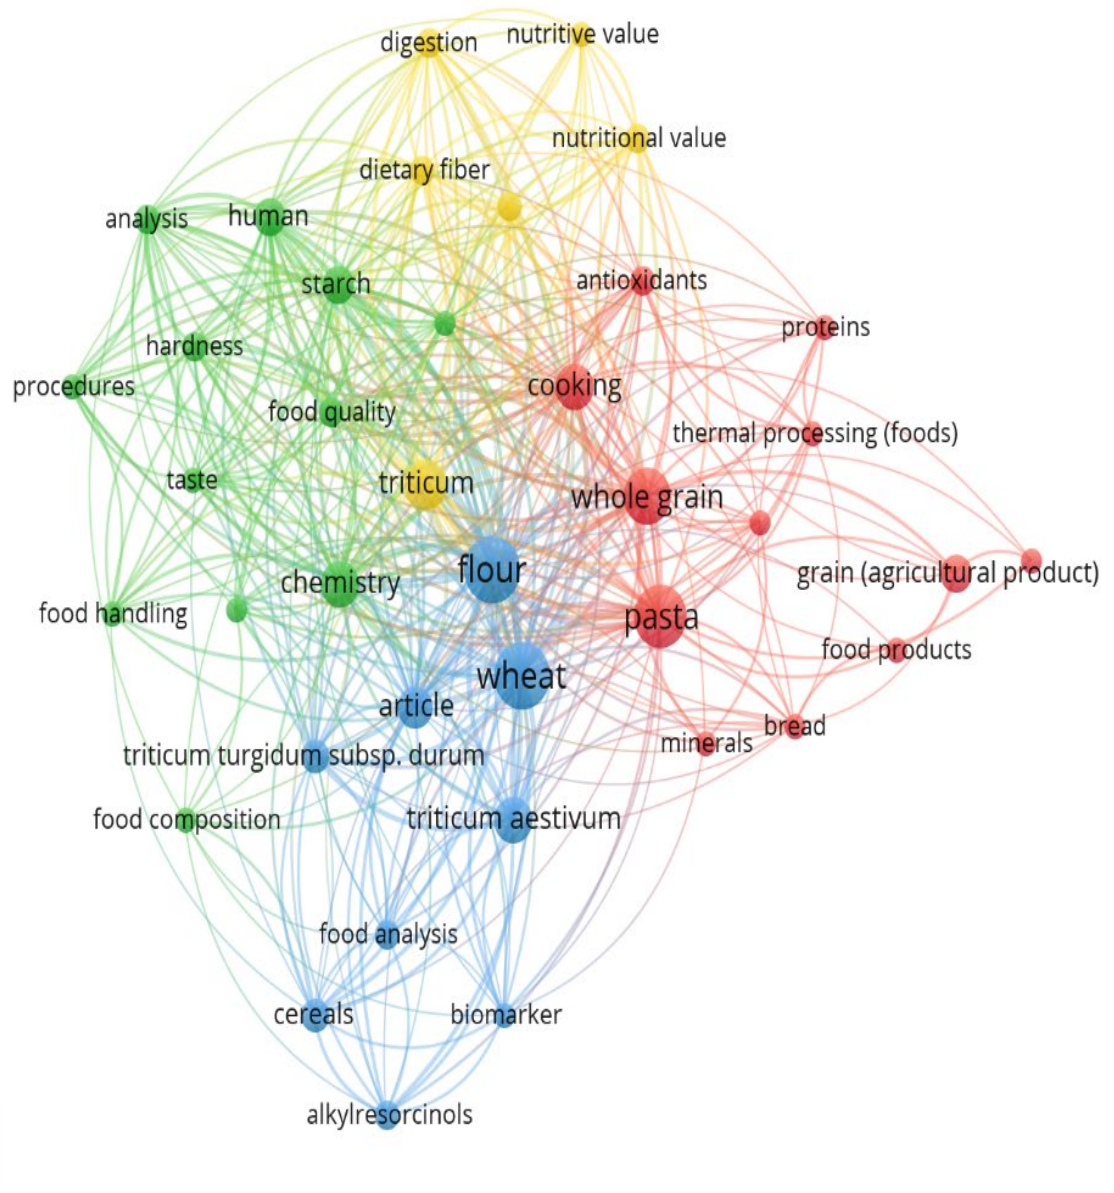 digestion
nutritive value
nutritional value
dietary fiber
analysis
human
starch
antioxidants
proteins
hardness
procedures
cooking
food quality
thermal processing (foods)
taste
triticum
whole grain
flour
chemistry
grain (agricultural product)
food handling
pasta
food products
wheat
article
bread
minerals
triticum turgidum subsp. durum
food composition
triticum aestivum
food analysis
cereals
biomarker
alkylresorcinols